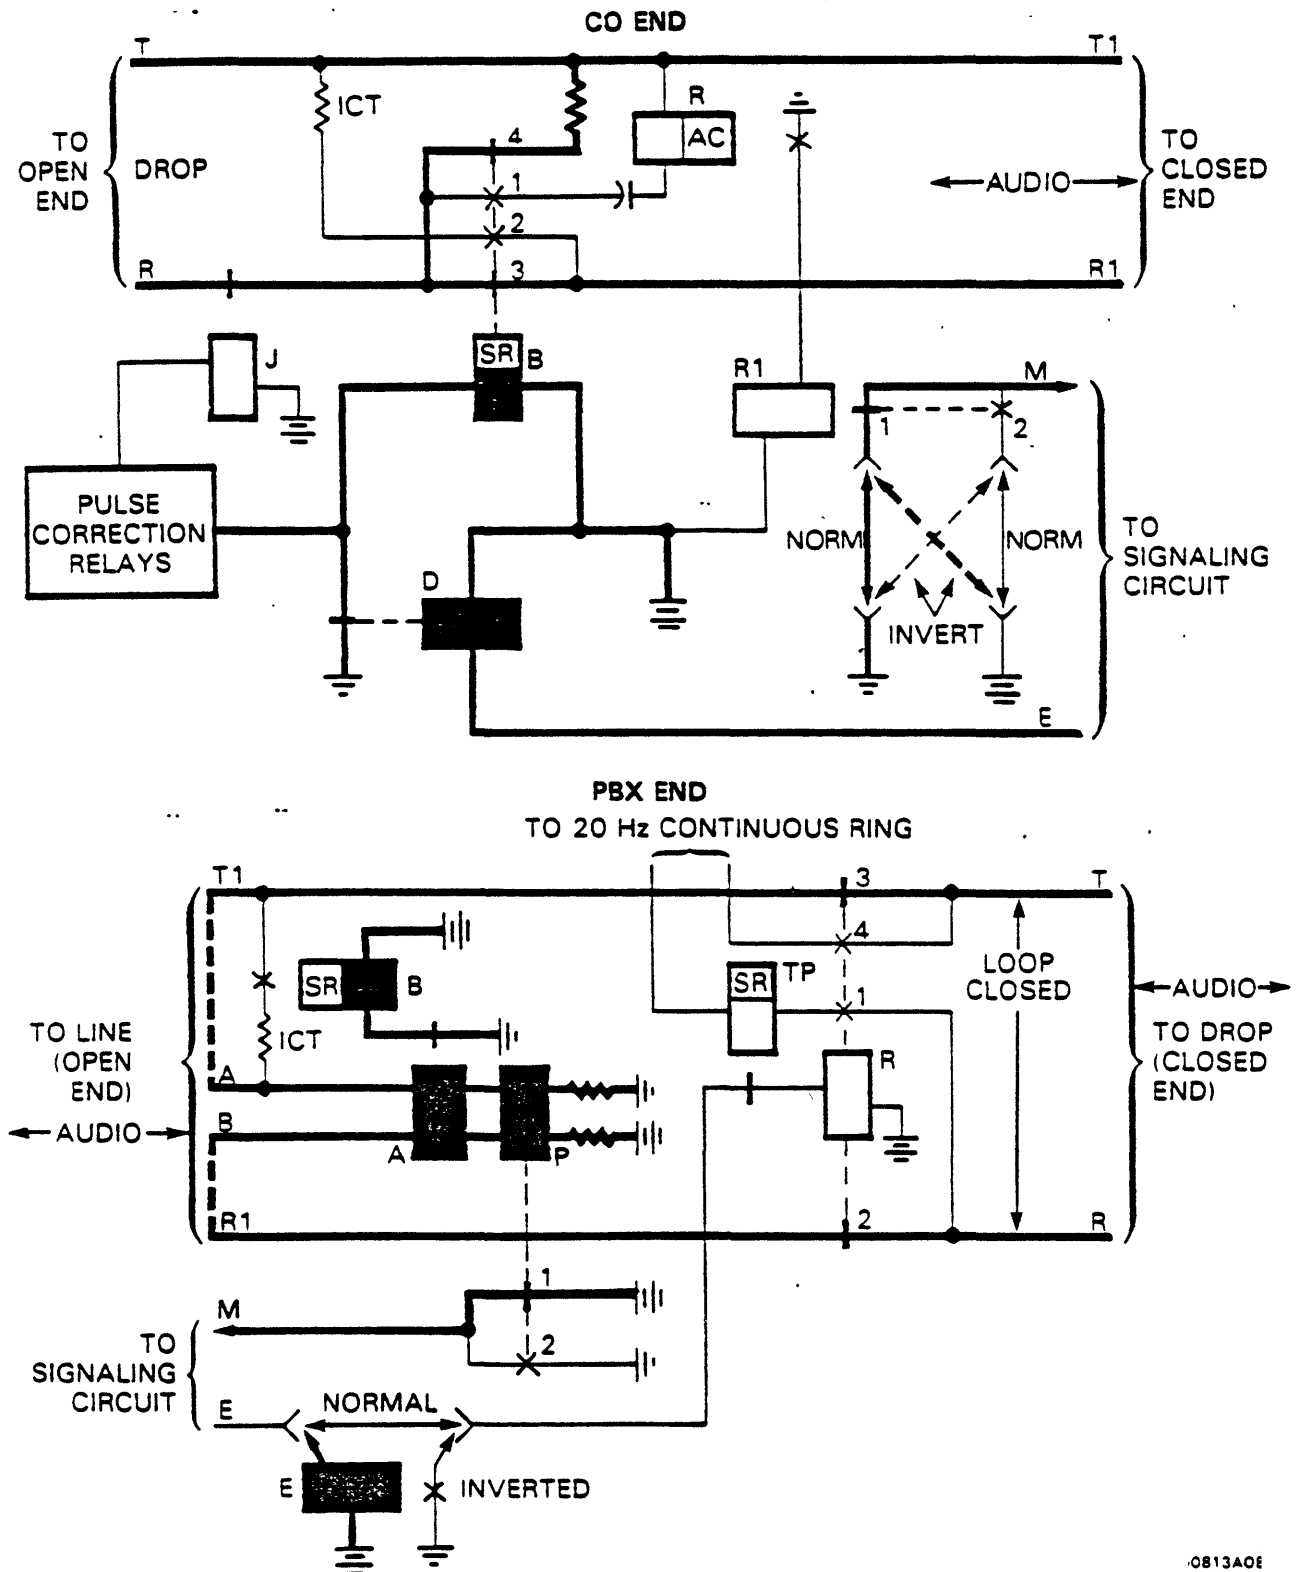 CO END
T
T1
ICT
R
AC
4
TO
OPEN
END
DROP
1
AUDIO
TO
CLOSED
END
2
R
3
R1
J
SR
B
R1
M
1
2
PULSE
CORRECTION
RELAYS
NORM
NORM
TO
SIGNALING
CIRCUIT
D
INVERT
E
PBX END
TO 20 Hz CONTINUOUS RING
T1
3
T
4
SR
B
SR
TP
LOOP
CLOSED
1
AUDIO
TO LINE
(OPEN
END)
ICT
TO DROP
(CLOSED
END)
A
R
B
AUDIO
A
P
R1
2
R
1
M
2
TO
SIGNALING
CIRCUIT
E
NORMAL
E
INVERTED